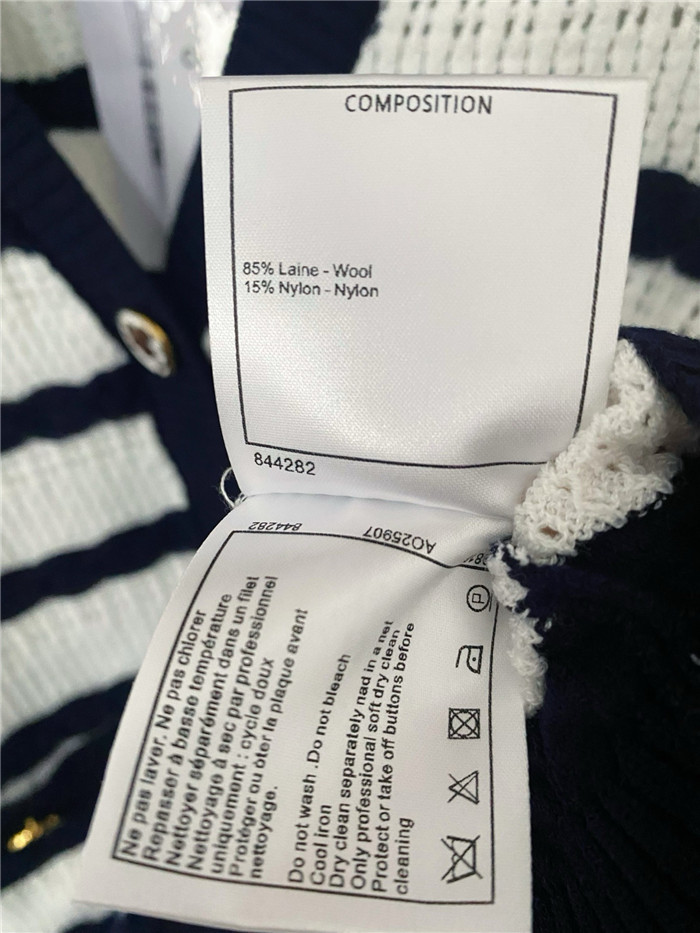 COMPOSITION
85% Laine - Wool
15% Nylon - Nylon
844282
844282
AO25907
Ne pas laver. Ne pas chlorer
Repasser à basse température
Nettoyer séparément dans un filet
Nettoyage à sec par professionnel
uniquement : cycle doux
Protéger ou ôter la plaque avant
nettoyage.
Do not wash .Do not bleach
Cool iron
Dry clean separately nad in a net
Only professional soft dry clean
Protect or take off buttons before
cleaning
P